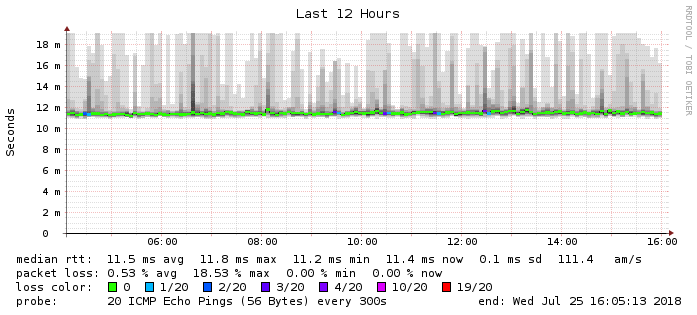 Last 12 Hours
RRDTOOL / TOBI OETIKER
Seconds
18 m
16 m
14 m
12 m
10 m
8 m
6 m
4 m
2 m
0
06:00 08:00 10:00 12:00 14:00 16:00
median rtt: 11.5 ms avg 11.8 ms max 11.2 ms min 11.4 ms now 0.1 ms sd 111.4 am/s
packet loss: 0.53 % avg 18.53 % max 0.00 % min 0.00 % now
loss color: 0 1/20 2/20 3/20 4/20 10/20 19/20
probe: 20 ICMP Echo Pings (56 Bytes) every 300s end: Wed Jul 25 16:05:13 2018